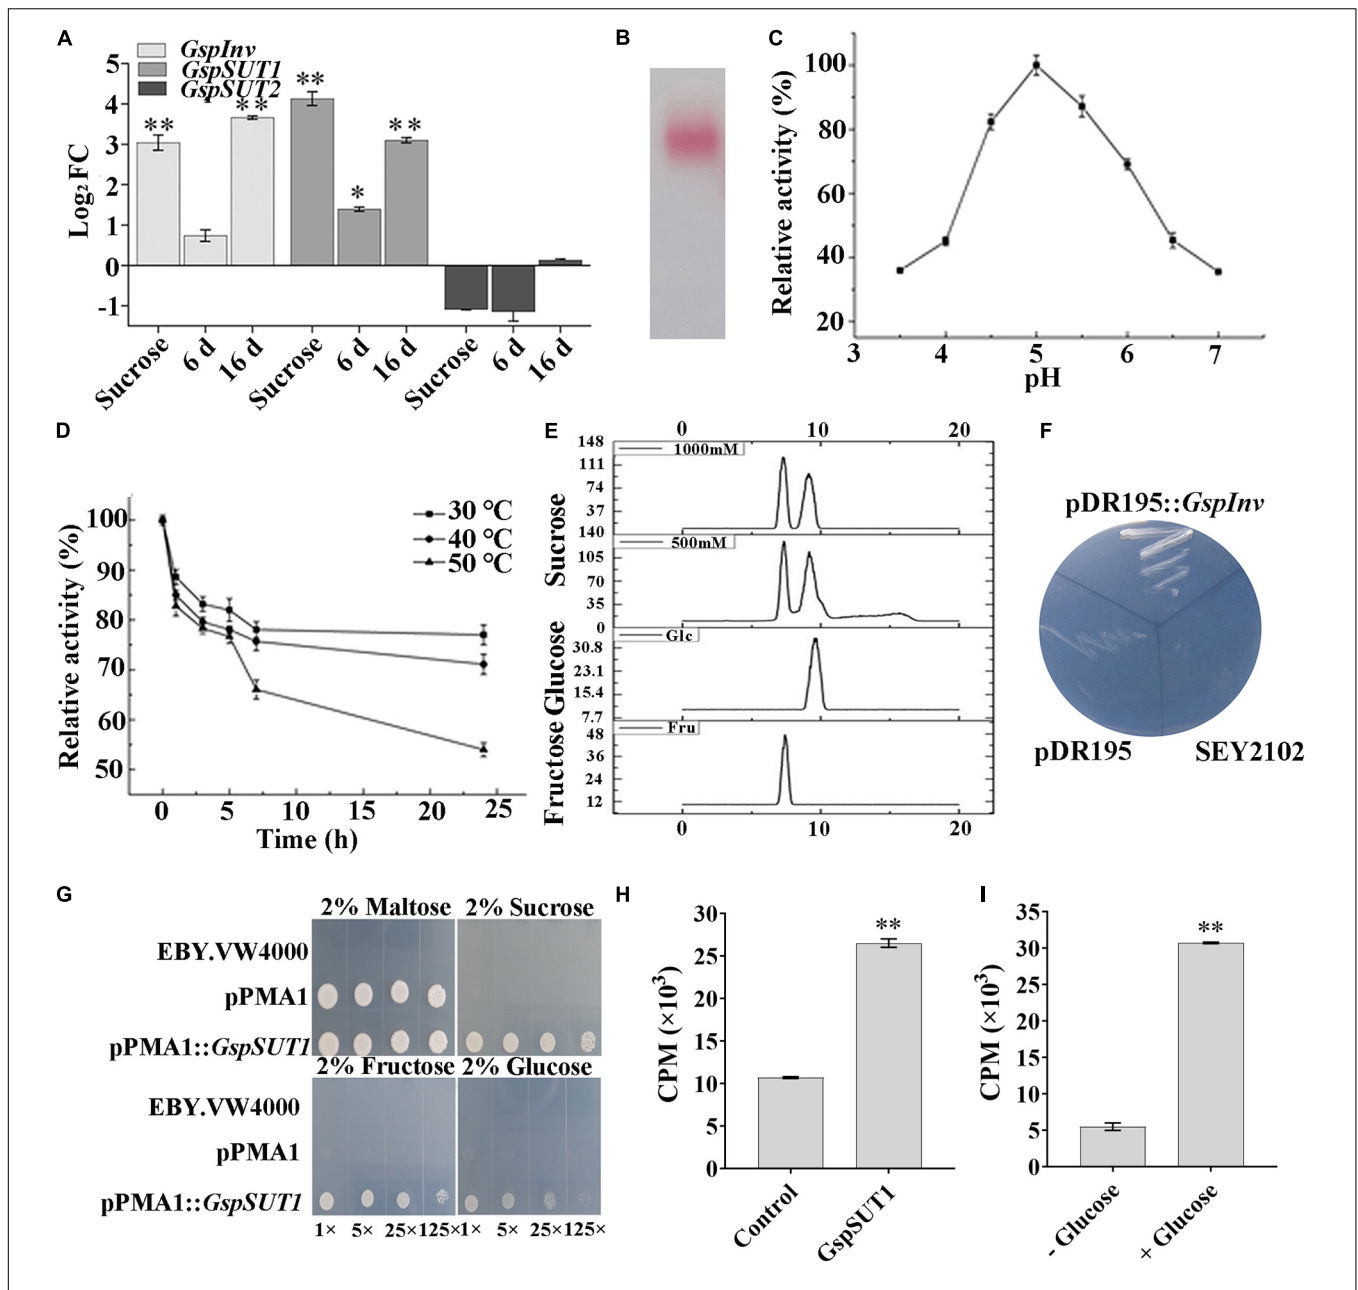 A
GspInv
GspSUT1
GspSUT2
Log2FC
5
4
3
2
1
0
-1
**
**
**
*
**
Sucrose
6 d
16 d
Sucrose
6 d
16 d
Sucrose
6 d
16 d
B
C
Relative activity (%)
100
80
60
40
20
3 4 5 6 7
pH
D
Relative activity (%)
100
90
80
70
60
50
30 °C
40 °C
50 °C
0 5 10 15 20 25
Time (h)
E
0 10 20
Sucrose
148
111
74
37
140
1000mM
105
70
35
0
500mM
Glucose
30.8
23.1
15.4
7.7
Glc
Fructose
48
36
24
12
Fru
0 10 20
F
pDR195::GspInv
pDR195
SEY2102
G
2% Maltose 2% Sucrose
EBY.VW4000
pPMA1
pPMA1::GspSUT1
2% Fructose 2% Glucose
EBY.VW4000
pPMA1
pPMA1::GspSUT1
1× 5× 25× 125× 1× 5× 25× 125×
H
CPM (×10³)
30
25
20
15
10
5
0
**
Control
GspSUT1
I
CPM (×10³)
35
30
25
20
15
10
5
0
**
- Glucose
+ Glucose